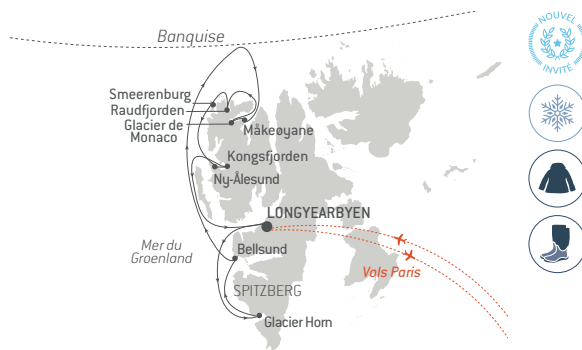 Banquise
NOUVEL
INVITÉ
Smeerenburg
Raudfjorden
Glacier de
Monaco
Måkeøyane
Kongsfjorden
Ny-Ålesund
LONGYEARBYEN
Mer du
Groenland
Bellsund
Vols Paris
SPITZBERG
Glacier Horn